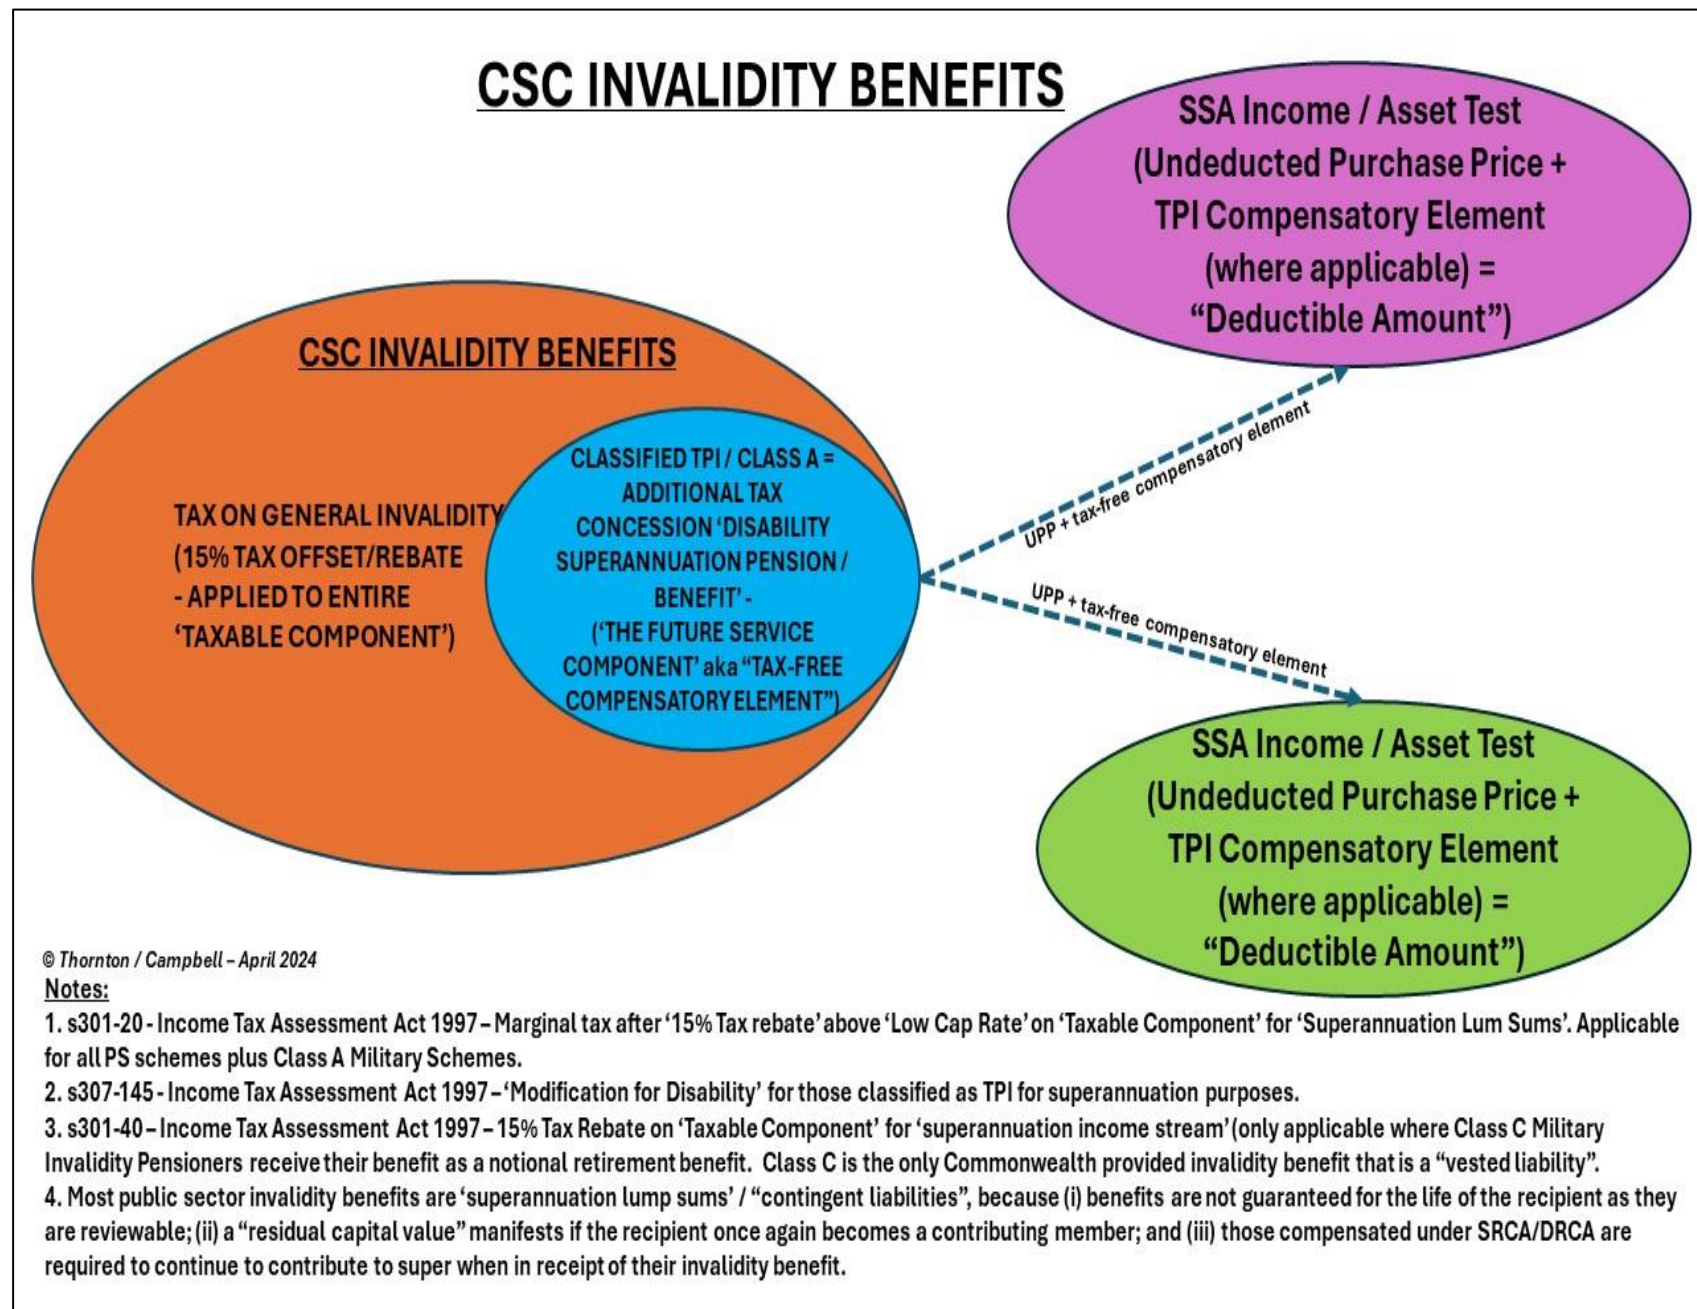 CSC INVALIDITY BENEFITS
SSA Income / Asset Test
(Undeducted Purchase Price +
TPI Compensatory Element
(where applicable) =
“Deductible Amount”)
CSC INVALIDITY BENEFITS
TAX ON GENERAL INVALIDITY
(15% TAX OFFSET/REBATE
- APPLIED TO ENTIRE
‘TAXABLE COMPONENT’)
CLASSIFIED TPI / CLASS A =
ADDITIONAL TAX
CONCESSION ‘DISABILITY
SUPERANNUATION PENSION /
BENEFIT’ -
(‘THE FUTURE SERVICE
COMPONENT’ aka “TAX-FREE
COMPENSATORY ELEMENT”)
UPP + tax-free compensatory element
UPP + tax-free compensatory element
SSA Income / Asset Test
(Undeducted Purchase Price +
TPI Compensatory Element
(where applicable) =
“Deductible Amount”)
© Thornton / Campbell – April 2024
Notes:
1. s301-20 - Income Tax Assessment Act 1997 – Marginal tax after ‘15% Tax rebate’ above ‘Low Cap Rate’ on ‘Taxable Component’ for ‘Superannuation Lum Sums’. Applicable
for all PS schemes plus Class A Military Schemes.
2. s307-145 - Income Tax Assessment Act 1997 – ‘Modification for Disability’ for those classified as TPI for superannuation purposes.
3. s301-40 – Income Tax Assessment Act 1997 – 15% Tax Rebate on ‘Taxable Component’ for ‘superannuation income stream’ (only applicable where Class C Military
Invalidity Pensioners receive their benefit as a notional retirement benefit. Class C is the only Commonwealth provided invalidity benefit that is a “vested liability”.
4. Most public sector invalidity benefits are ‘superannuation lump sums’ / “contingent liabilities”, because (i) benefits are not guaranteed for the life of the recipient as they
are reviewable; (ii) a “residual capital value” manifests if the recipient once again becomes a contributing member; and (iii) those compensated under SRCA/DRCA are
required to continue to contribute to super when in receipt of their invalidity benefit.